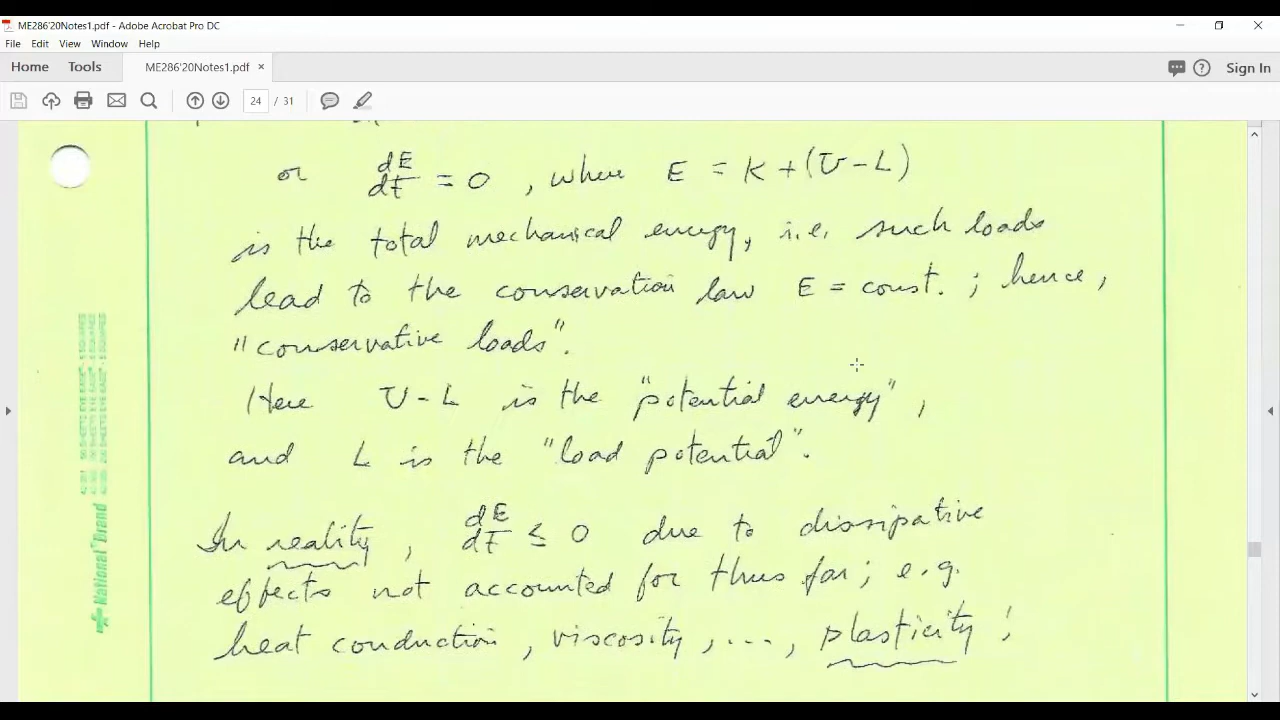 ME286'20Notes1.pdf - Adobe Acrobat Pro DC
File Edit View Window Help
Home Tools ME286'20Notes1.pdf × Sign In
24 / 31
or dE/dt = 0 , where E = K + (U - L)
is the total mechanical energy, i.e. such loads
lead to the conservation law E = const. ; hence,
"conservative loads".
Here U - L is the "potential energy",
and L is the "load potential".
In reality, dE/dt ≤ 0 due to dissipative
effects not accounted for thus far; e.g.
heat conduction, viscosity, ..., plasticity;
National Brand